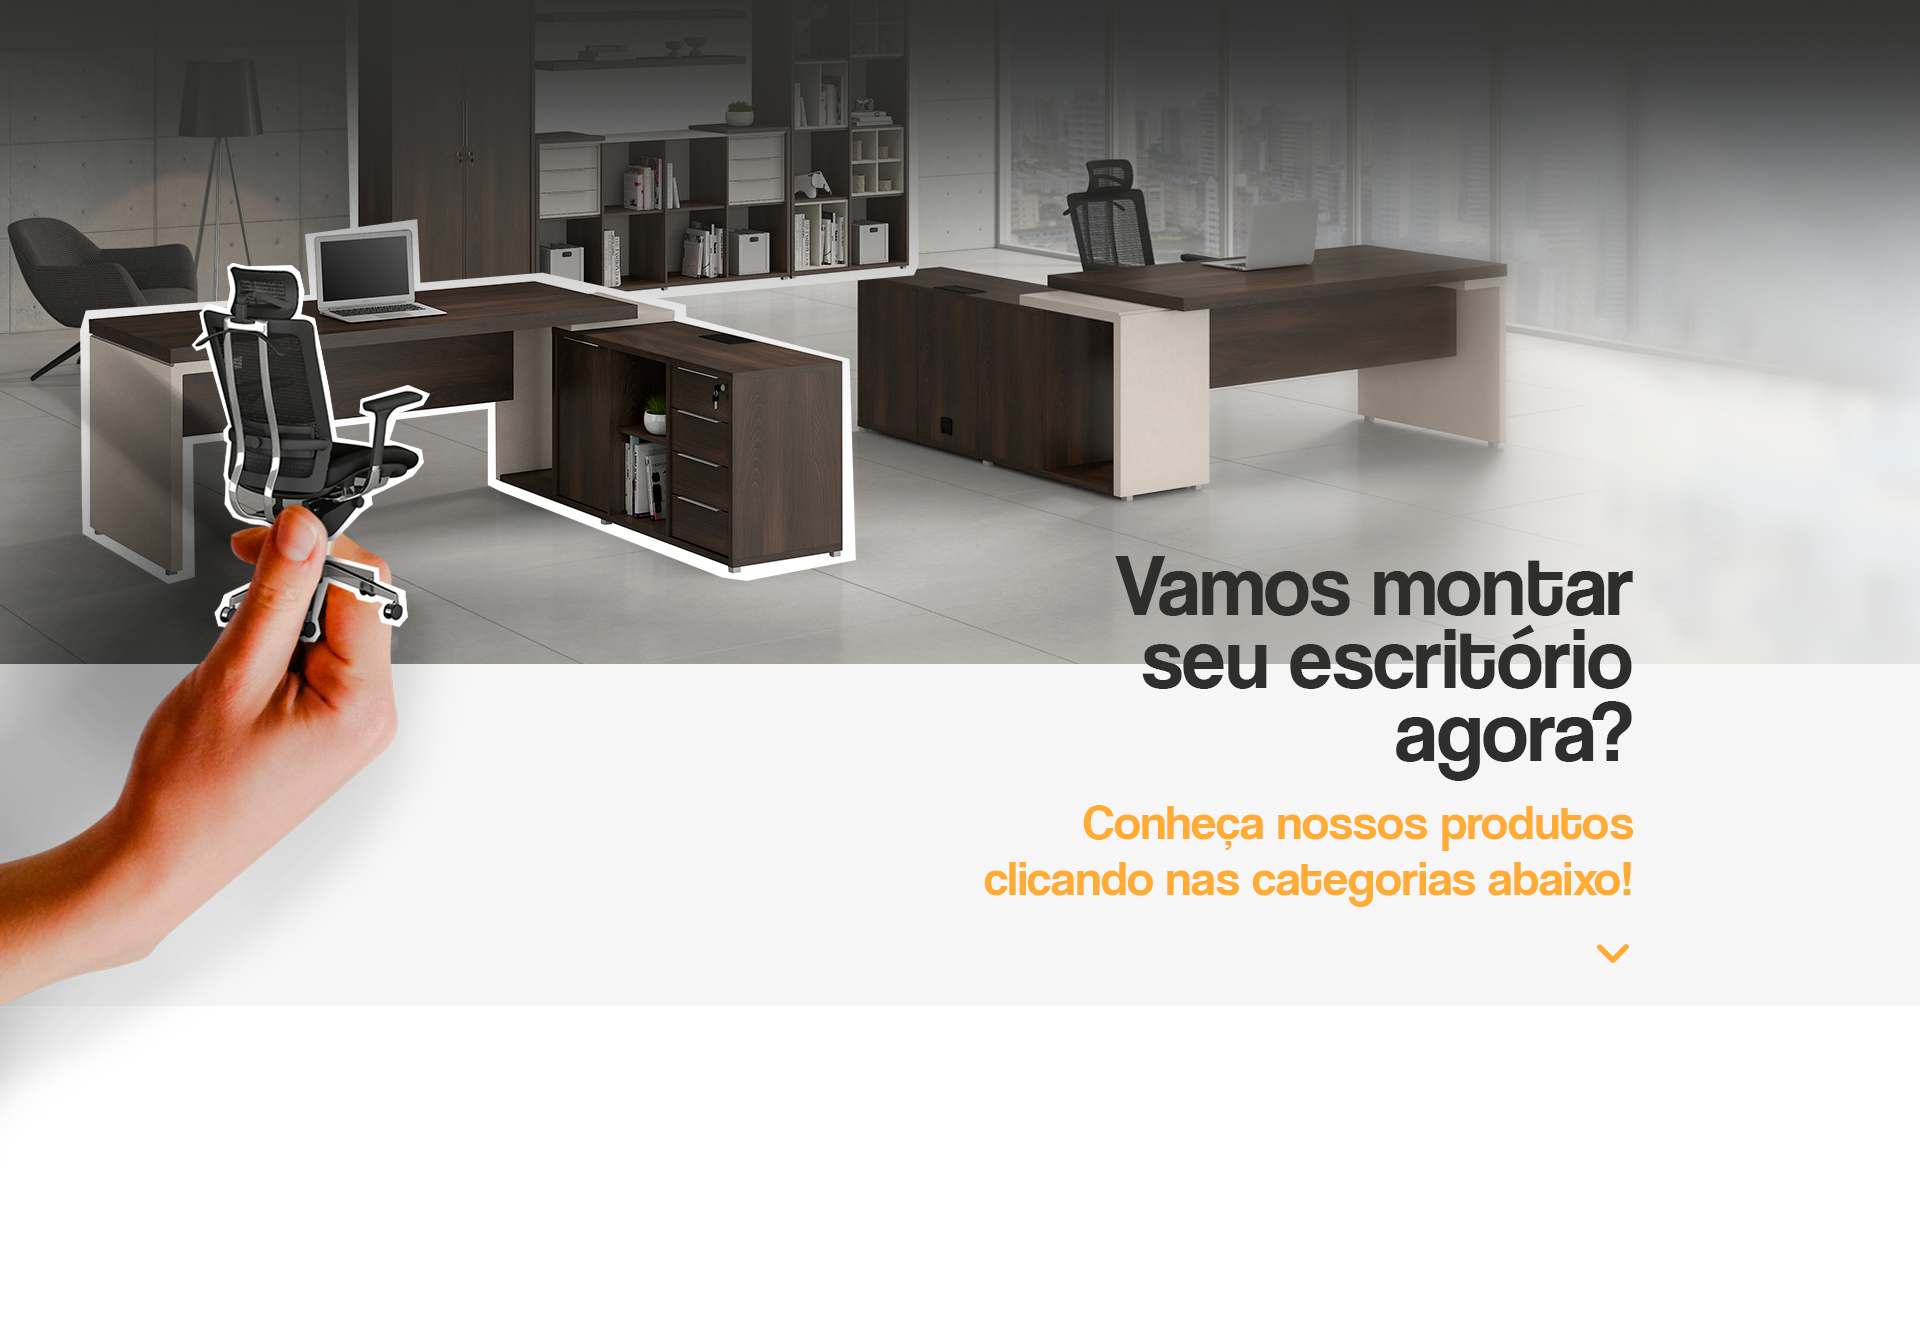 Vamos montar
seu escritório
agora?
Conheça nossos produtos
clicando nas categorias abaixo!